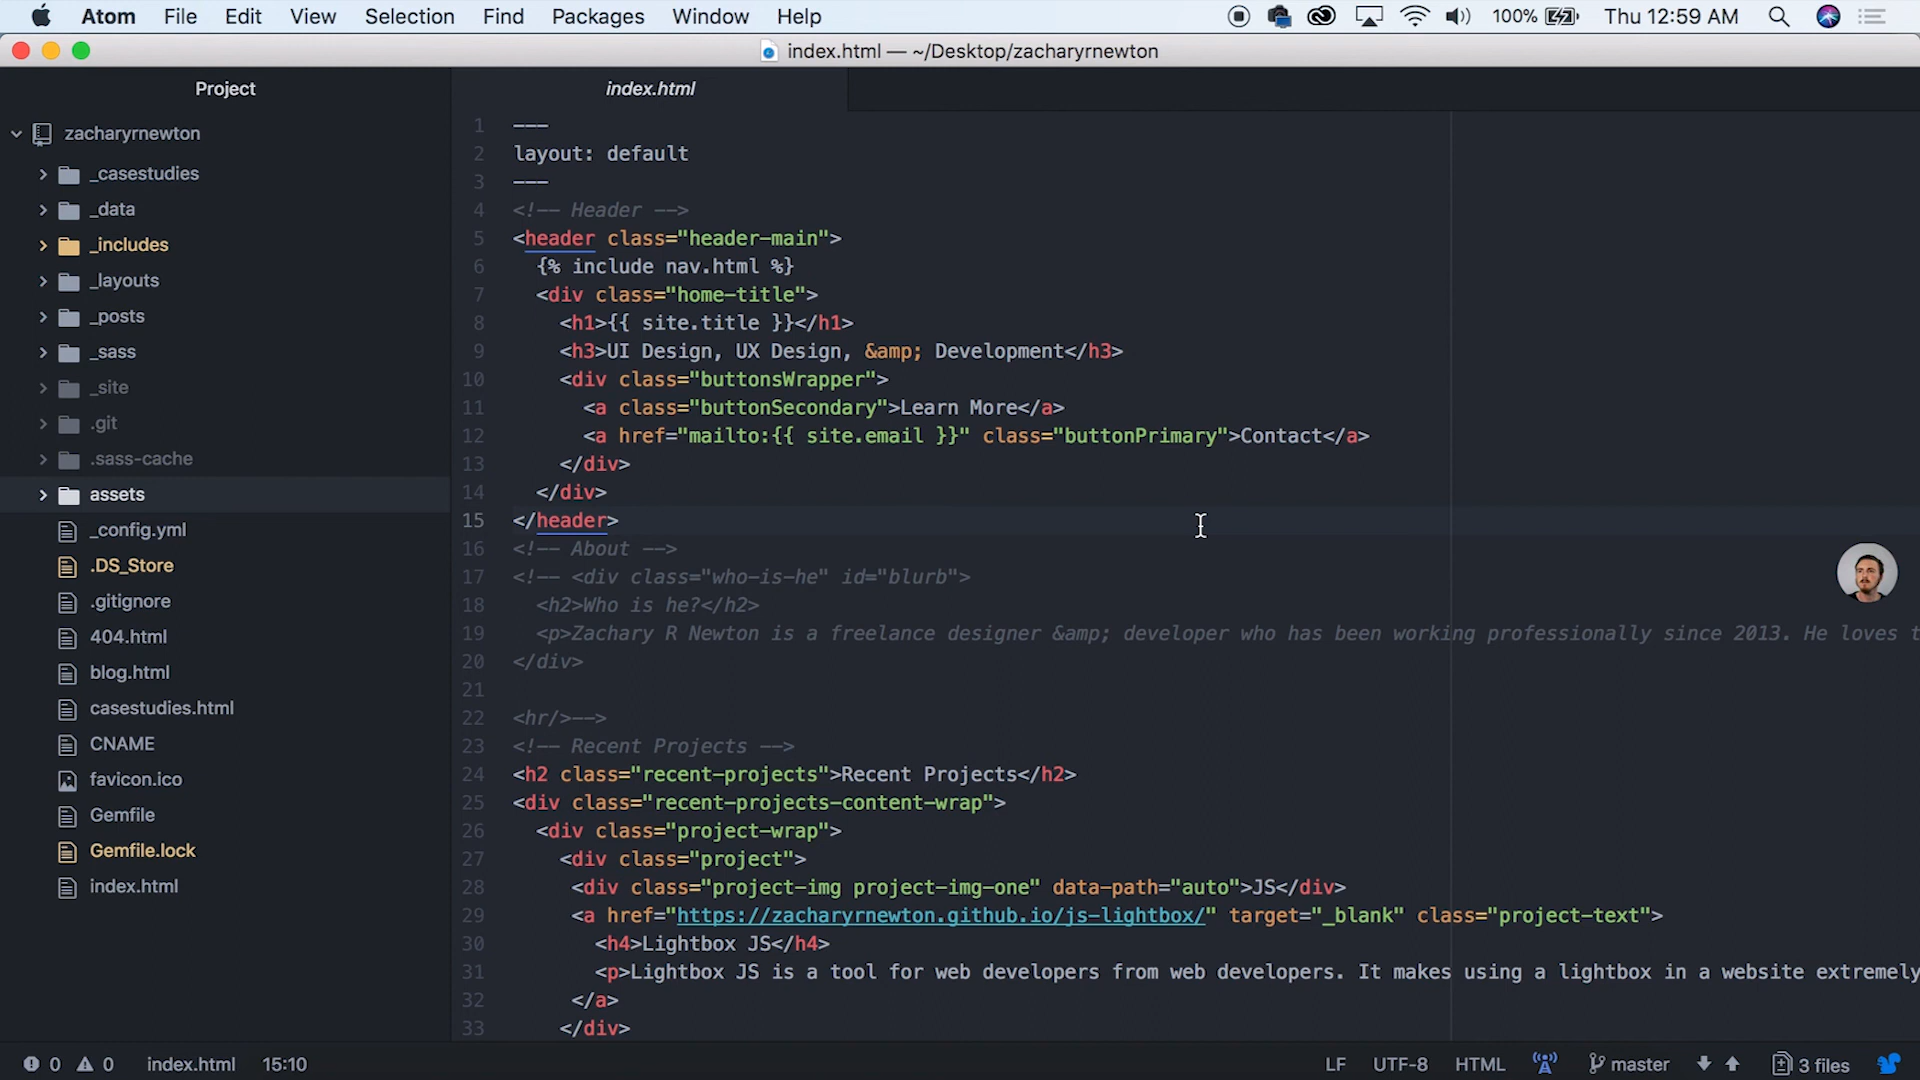 Atom File Edit View Selection Find Packages Window Help 100% Thu 12:59 AM
index.html — ~/Desktop/zacharyrnewton
Project
index.html
zacharyrnewton
_casestudies
_data
_includes
_layouts
_posts
_sass
_site
.git
.sass-cache
assets
_config.yml
.DS_Store
.gitignore
404.html
blog.html
casestudies.html
CNAME
favicon.ico
Gemfile
Gemfile.lock
index.html
1 ---
2 layout: default
3 ---
4 <!-- Header -->
5 <header class="header-main">
6 {% include nav.html %}
7 <div class="home-title">
8 <h1>{{ site.title }}</h1>
9 <h3>UI Design, UX Design, &amp; Development</h3>
10 <div class="buttonsWrapper">
11 <a class="buttonSecondary">Learn More</a>
12 <a href="mailto:{{ site.email }}" class="buttonPrimary">Contact</a>
13 </div>
14 </div>
15 </header>
16 <!-- About -->
17 <!-- <div class="who-is-he" id="blurb">
18 <h2>Who is he?</h2>
19 <p>Zachary R Newton is a freelance designer &amp; developer who has been working professionally since 2013. He loves t
20 </div>
21
22 <hr/>-->
23 <!-- Recent Projects -->
24 <h2 class="recent-projects">Recent Projects</h2>
25 <div class="recent-projects-content-wrap">
26 <div class="project-wrap">
27 <div class="project">
28 <div class="project-img project-img-one" data-path="auto">JS</div>
29 <a href="https://zacharyrnewton.github.io/js-lightbox/" target="_blank" class="project-text">
30 <h4>Lightbox JS</h4>
31 <p>Lightbox JS is a tool for web developers from web developers. It makes using a lightbox in a website extremely
32 </a>
33 </div>
0 0 index.html 15:10 LF UTF-8 HTML master 3 files